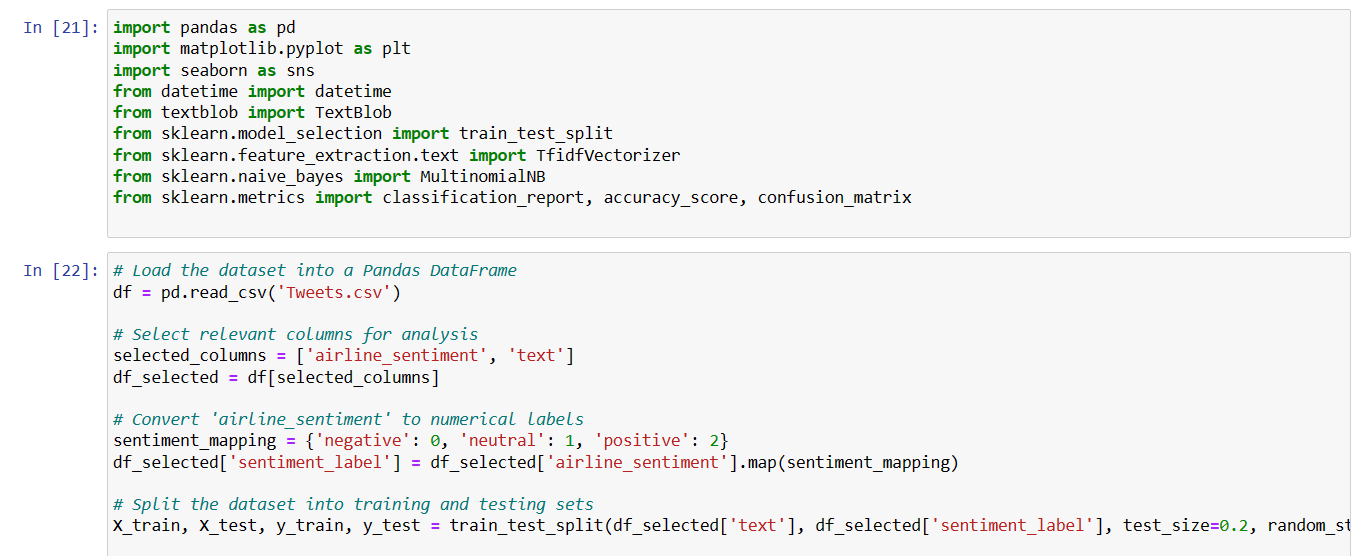 In [21]:
import pandas as pd
import matplotlib.pyplot as plt
import seaborn as sns
from datetime import datetime
from textblob import TextBlob
from sklearn.model_selection import train_test_split
from sklearn.feature_extraction.text import TfidfVectorizer
from sklearn.naive_bayes import MultinomialNB
from sklearn.metrics import classification_report, accuracy_score, confusion_matrix
In [22]:
# Load the dataset into a Pandas DataFrame
df = pd.read_csv('Tweets.csv')
# Select relevant columns for analysis
selected_columns = ['airline_sentiment', 'text']
df_selected = df[selected_columns]
# Convert 'airline_sentiment' to numerical labels
sentiment_mapping = {'negative': 0, 'neutral': 1, 'positive': 2}
df_selected['sentiment_label'] = df_selected['airline_sentiment'].map(sentiment_mapping)
# Split the dataset into training and testing sets
X_train, X_test, y_train, y_test = train_test_split(df_selected['text'], df_selected['sentiment_label'], test_size=0.2, random_st